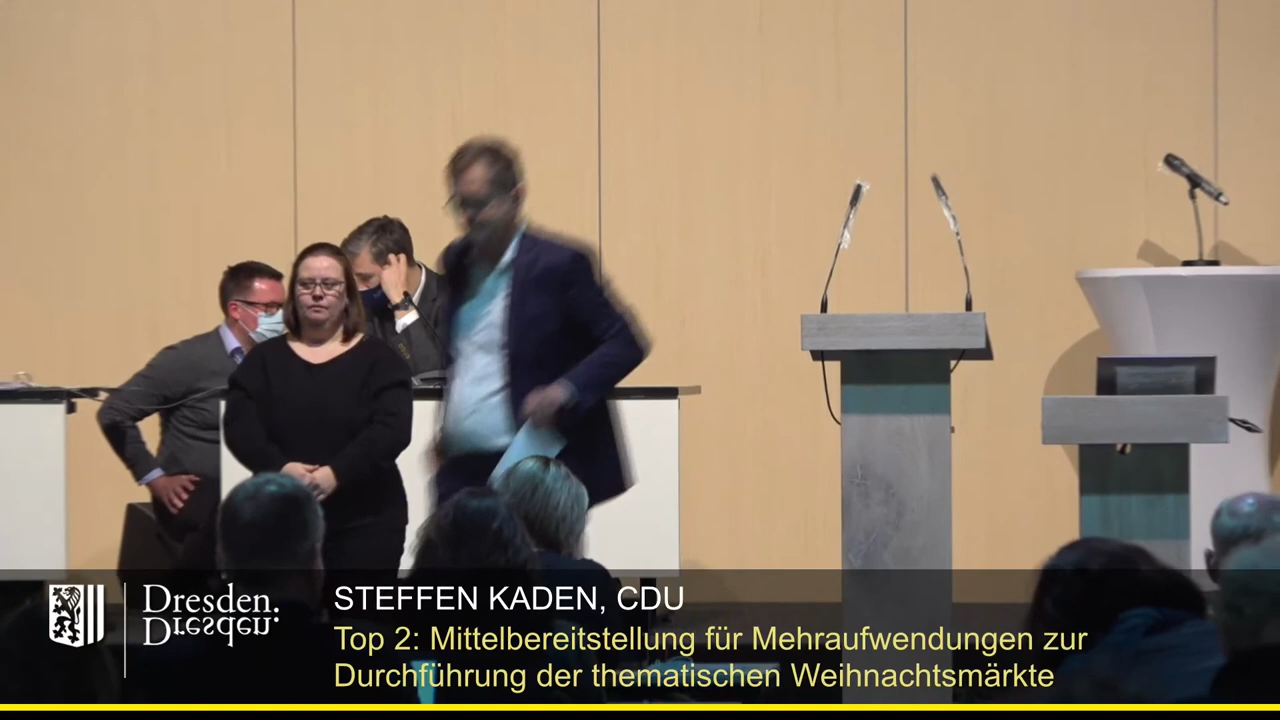 STEFFEN KADEN, CDU
Dresden.
Dresden.
Top 2: Mittelbereitstellung für Mehraufwendungen zur
Durchführung der thematischen Weihnachtsmärkte